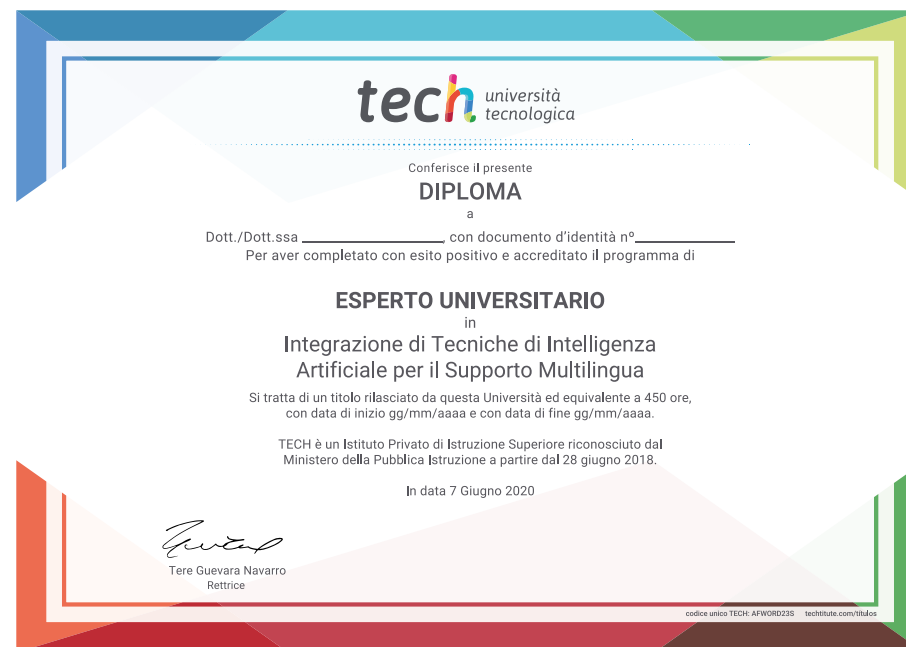 tech università
tecnologica
Conferisce il presente
DIPLOMA
a
Dott./Dott.ssa ____________________, con documento d'identità nº______________
Per aver completato con esito positivo e accreditato il programma di
ESPERTO UNIVERSITARIO
in
Integrazione di Tecniche di Intelligenza
Artificiale per il Supporto Multilingua
Si tratta di un titolo rilasciato da questa Università ed equivalente a 450 ore,
con data di inizio gg/mm/aaaa e con data di fine gg/mm/aaaa.
TECH è un Istituto Privato di Istruzione Superiore riconosciuto dal
Ministero della Pubblica Istruzione a partire dal 28 giugno 2018.
In data 7 Giugno 2020
Tere Guevara Navarro
Rettrice
codice unico TECH: AFWORD23S techtitute.com/titulos